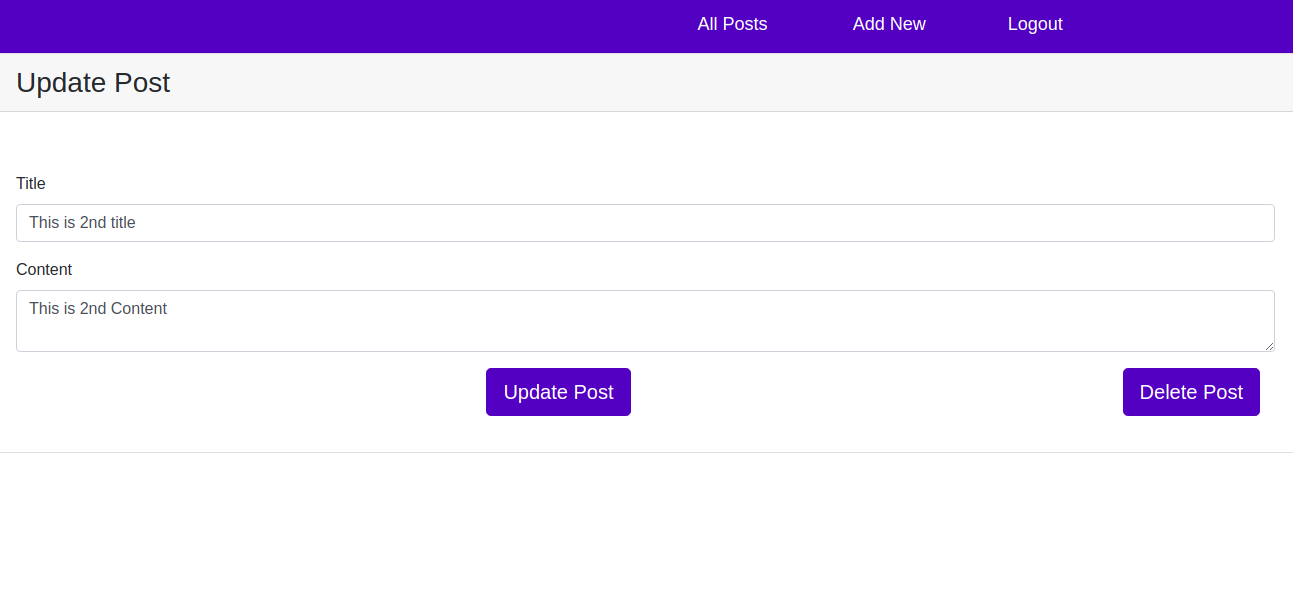 All Posts Add New Logout
Update Post
Title
This is 2nd title
Content
This is 2nd Content
Update Post Delete Post